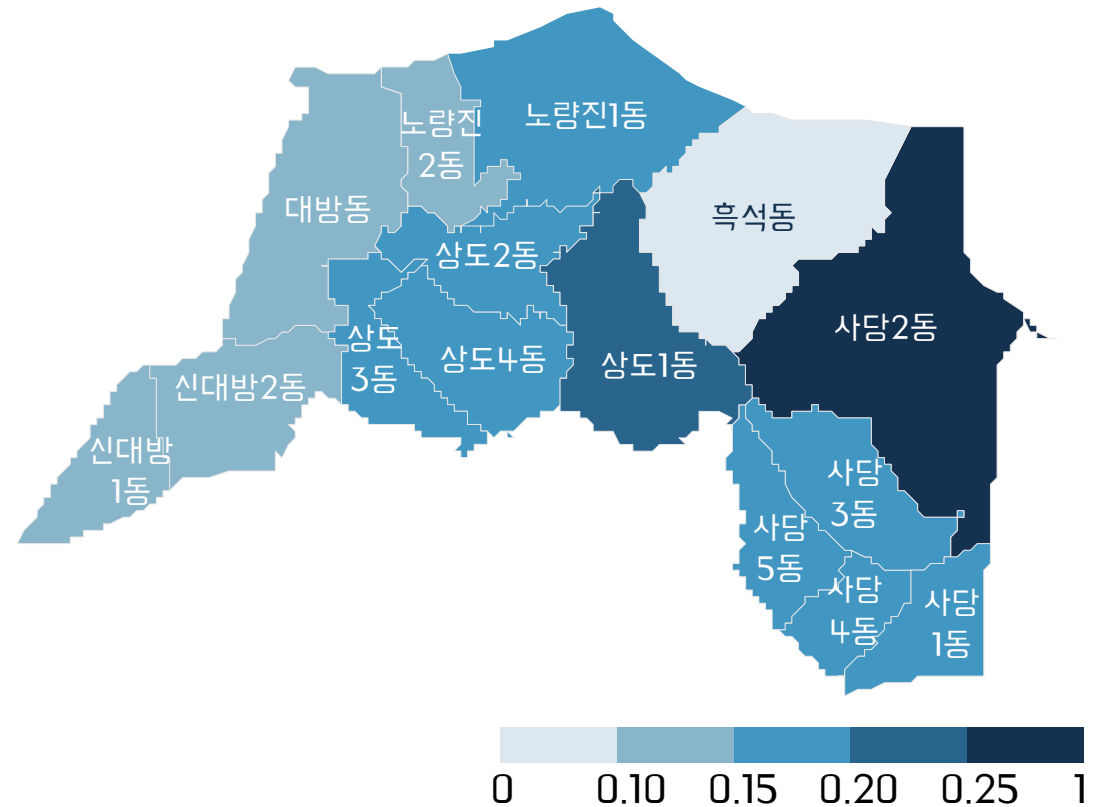 노량진1동
노량진
2동
대방동
흑석동
상도2동
사당2동
상도
3동
상도4동
상도1동
신대방2동
신대방
1동
사당
3동
사당
5동
사당
4동
사당
1동
0 0.10 0.15 0.20 0.25 1